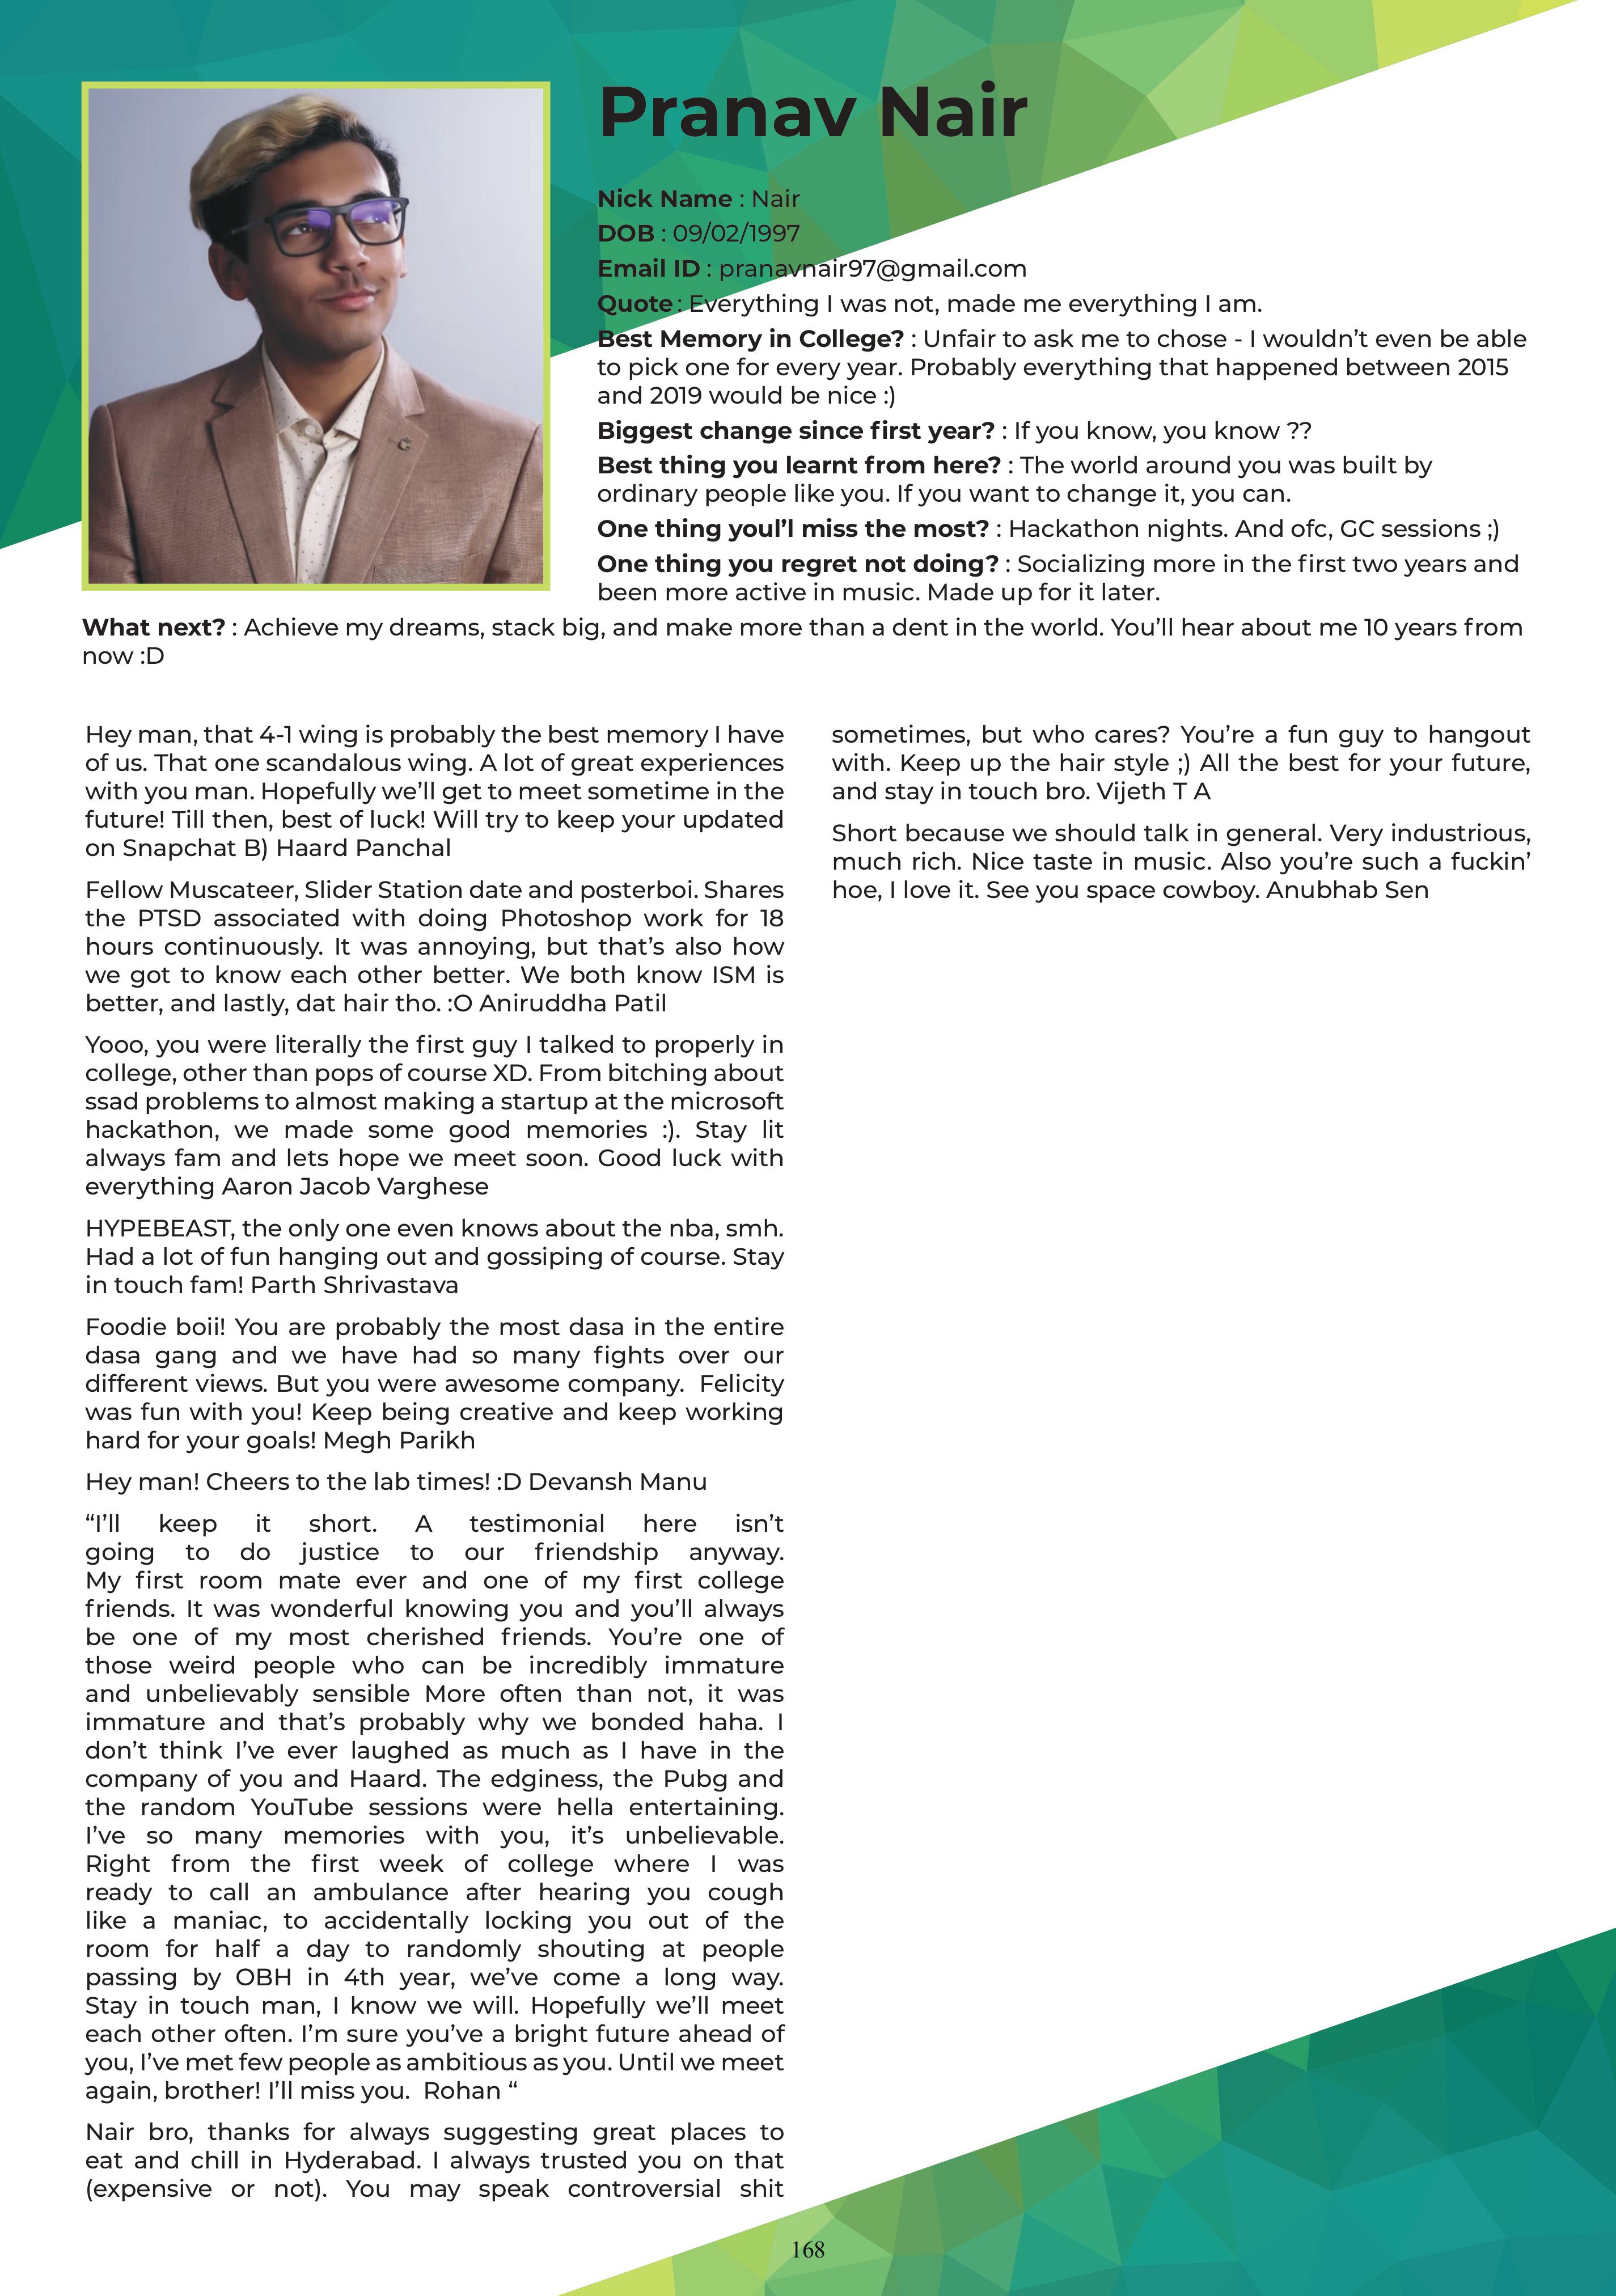 Pranav Nair
Nick Name : Nair
DOB : 09/02/1997
Email ID : pranavnair97@gmail.com
Quote : Everything I was not, made me everything I am.
Best Memory in College? : Unfair to ask me to chose - I wouldn’t even be able
to pick one for every year. Probably everything that happened between 2015
and 2019 would be nice :)
Biggest change since first year? : If you know, you know ??
Best thing you learnt from here? : The world around you was built by
ordinary people like you. If you want to change it, you can.
One thing youl’l miss the most? : Hackathon nights. And ofc, GC sessions ;)
One thing you regret not doing? : Socializing more in the first two years and
been more active in music. Made up for it later.
What next? : Achieve my dreams, stack big, and make more than a dent in the world. You’ll hear about me 10 years from
now :D
Hey man, that 4-1 wing is probably the best memory I have
of us. That one scandalous wing. A lot of great experiences
with you man. Hopefully we’ll get to meet sometime in the
future! Till then, best of luck! Will try to keep your updated
on Snapchat B) Haard Panchal
Fellow Muscateer, Slider Station date and posterboi. Shares
the PTSD associated with doing Photoshop work for 18
hours continuously. It was annoying, but that’s also how
we got to know each other better. We both know ISM is
better, and lastly, dat hair tho. :O Aniruddha Patil
Yooo, you were literally the first guy I talked to properly in
college, other than pops of course XD. From bitching about
ssad problems to almost making a startup at the microsoft
hackathon, we made some good memories :). Stay lit
always fam and lets hope we meet soon. Good luck with
everything Aaron Jacob Varghese
HYPEBEAST, the only one even knows about the nba, smh.
Had a lot of fun hanging out and gossiping of course. Stay
in touch fam! Parth Shrivastava
Foodie boii! You are probably the most dasa in the entire
dasa gang and we have had so many fights over our
different views. But you were awesome company. Felicity
was fun with you! Keep being creative and keep working
hard for your goals! Megh Parikh
Hey man! Cheers to the lab times! :D Devansh Manu
“I’ll keep it short. A testimonial here isn’t
going to do justice to our friendship anyway.
My first room mate ever and one of my first college
friends. It was wonderful knowing you and you’ll always
be one of my most cherished friends. You’re one of
those weird people who can be incredibly immature
and unbelievably sensible More often than not, it was
immature and that’s probably why we bonded haha. I
don’t think I’ve ever laughed as much as I have in the
company of you and Haard. The edginess, the Pubg and
the random YouTube sessions were hella entertaining.
I’ve so many memories with you, it’s unbelievable.
Right from the first week of college where I was
ready to call an ambulance after hearing you cough
like a maniac, to accidentally locking you out of the
room for half a day to randomly shouting at people
passing by OBH in 4th year, we’ve come a long way.
Stay in touch man, I know we will. Hopefully we’ll meet
each other often. I’m sure you’ve a bright future ahead of
you, I’ve met few people as ambitious as you. Until we meet
again, brother! I’ll miss you. Rohan “
Nair bro, thanks for always suggesting great places to
eat and chill in Hyderabad. I always trusted you on that
(expensive or not). You may speak controversial shit
sometimes, but who cares? You’re a fun guy to hangout
with. Keep up the hair style ;) All the best for your future,
and stay in touch bro. Vijeth T A
Short because we should talk in general. Very industrious,
much rich. Nice taste in music. Also you’re such a fuckin’
hoe, I love it. See you space cowboy. Anubhab Sen
168